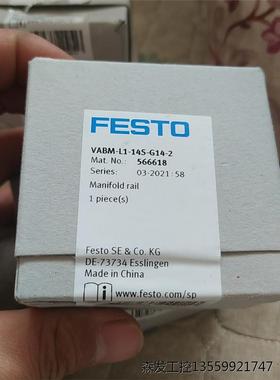 FESTO
VABM-L1-14S-G14-2
Mat. No.: 566618
Series: 03-2021:58
Manifold rail
1 piece(s)
Festo SE & Co. KG
DE-73734 Esslingen
Made in China
www.festo.com/sp
森发工控13559921747